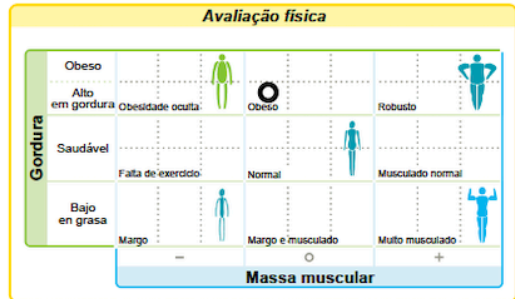 Avaliação física
Gordura
Obeso
Alto
em gordura
Obesidade oculta
Obeso
Robusto
Saudável
Falta de exercicio
Normal
Musculado normal
Bajo
en grasa
Margo
Margo e musculado
Muito musculado
− o +
Massa muscular